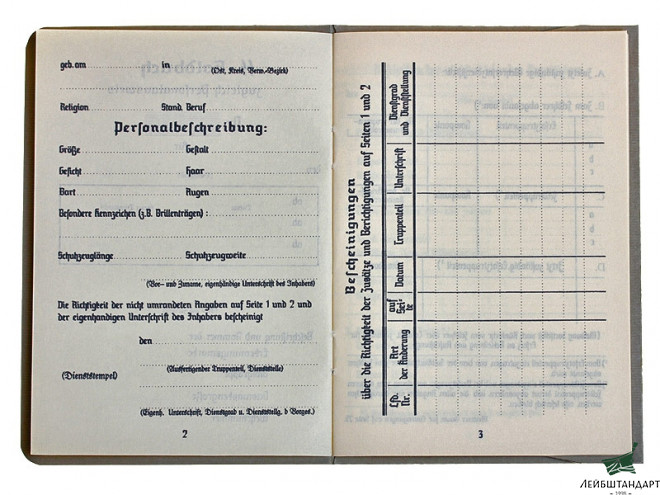 geb. am in
(Ort, Kreis, Verw.-Bezirk)
Religion Stand, Beruf
Personalbeschreibung:
Größe Gestalt
Gesicht Haar
Bart Augen
Besondere Kennzeichen (z.B. Brillenträger) :
Schuhzeuglänge Schuhzeugweite
(Vor- und Zuname, eigenhändige Unterschrift des Inhabers)
Die Richtigkeit der nicht umrandeten Angaben auf Seite 1 und 2 und
der eigenhändigen Unterschrift des Inhabers bescheinigt
den
(Ausfertigender Truppenteil, Dienststelle)
(Dienststempel)
(Eigenh. Unterschrift, Dienstgrad u. Dienststellg. d Vorges.)
2
Bescheinigungen
über die Richtigkeit der Zusätze und Berichtigungen auf Seiten 1 und 2
Lfd. Nr.
Art der Änderung
auf Sei-te
Datum
Truppenteil
Unterschrift
Dienstgrad und Dienststellung
3
ЛЕЙБШТАНДАРТ
- 1998 -